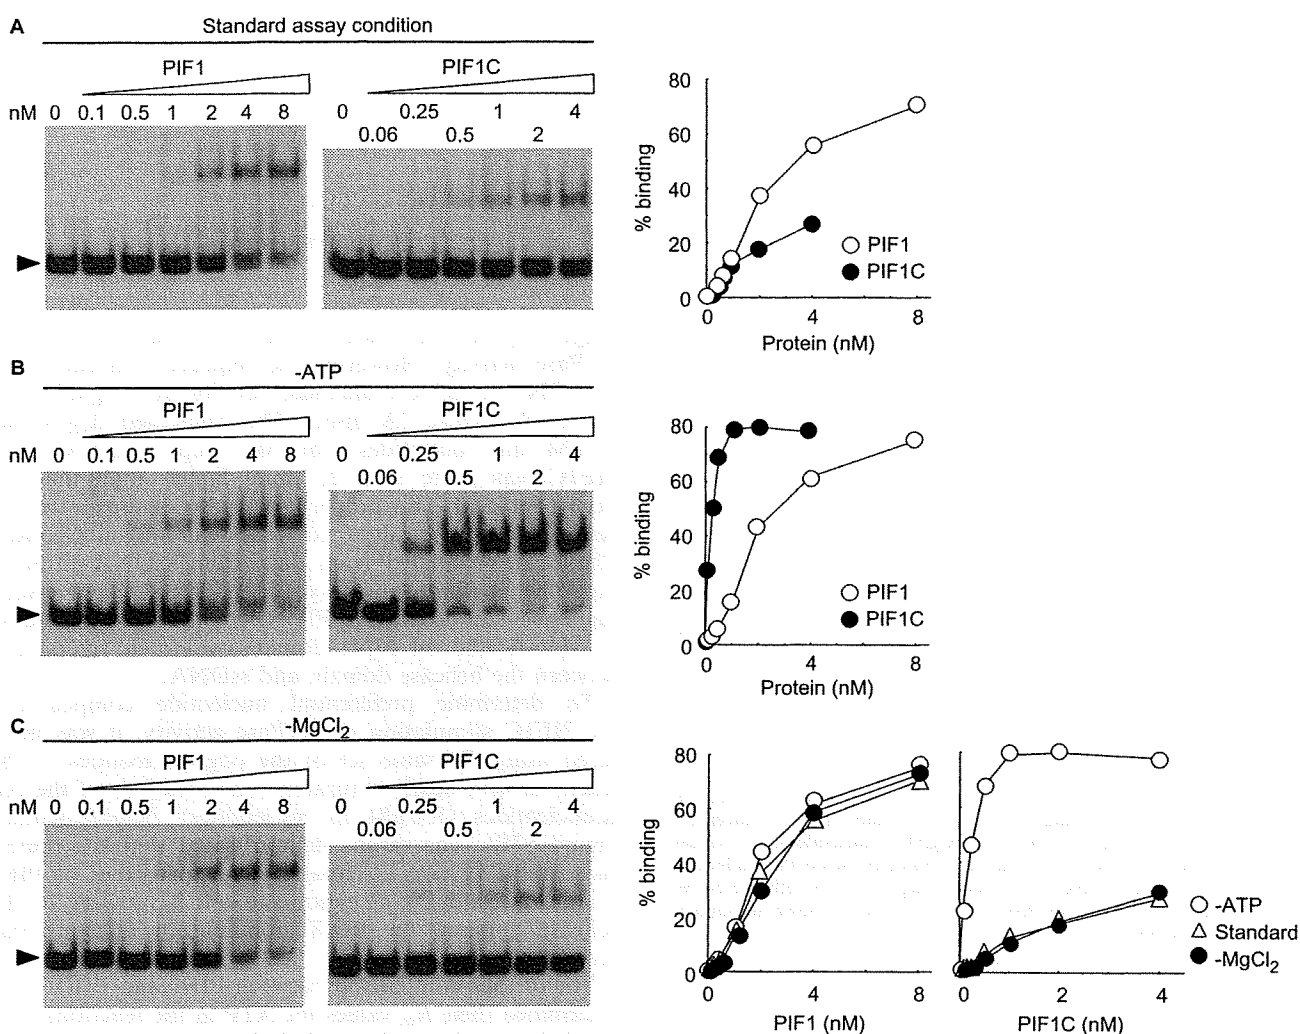 A
Standard assay condition
PIF1
PIF1C
nM 0 0.1 0.5 1 2 4 8
0 0.25 1 4
0.06 0.5 2
80
60
40
20
0
% binding
PIF1
PIF1C
0 4 8
Protein (nM)
B
-ATP
PIF1
PIF1C
nM 0 0.1 0.5 1 2 4 8
0 0.25 1 4
0.06 0.5 2
80
60
40
20
0
% binding
PIF1
PIF1C
0 4 8
Protein (nM)
C
-MgCl2
PIF1
PIF1C
nM 0 0.1 0.5 1 2 4 8
0 0.25 1 4
0.06 0.5 2
80
60
40
20
0
% binding
0 4 8
PIF1 (nM)
0 2 4
PIF1C (nM)
-ATP
Standard
-MgCl2